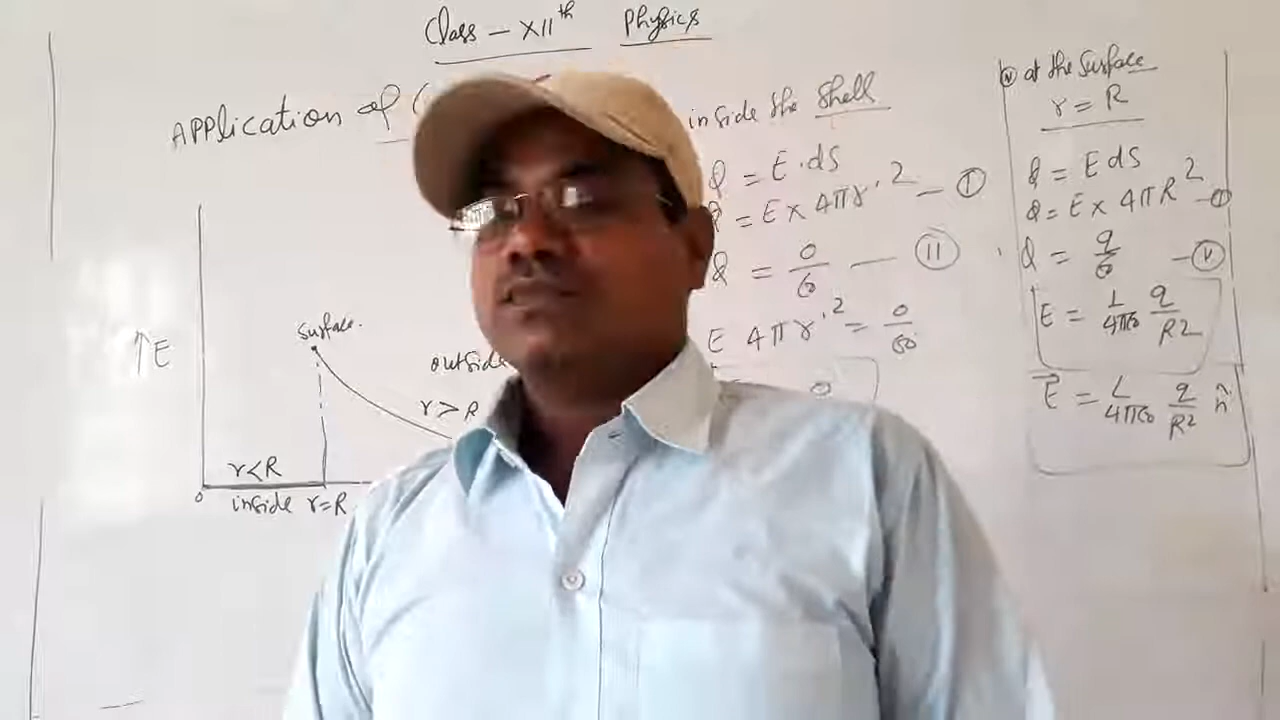 Class - XIIth Physics
APPlication of
inside the Shell
Q = E . ds
Q = E x 4πr'2 - I
Q = 0/ε0 - II
E 4πr'2 = 0/ε0
0
at the Surface
r = R
Q = E ds
Q = E x 4πR2
Q = q/ε0
E = 1/4πε0 q/R2
E⃗ = 1/4πε0 q/R2 n̂
↑E
Surface.
outside
r > R
r < R
0
inside r = R